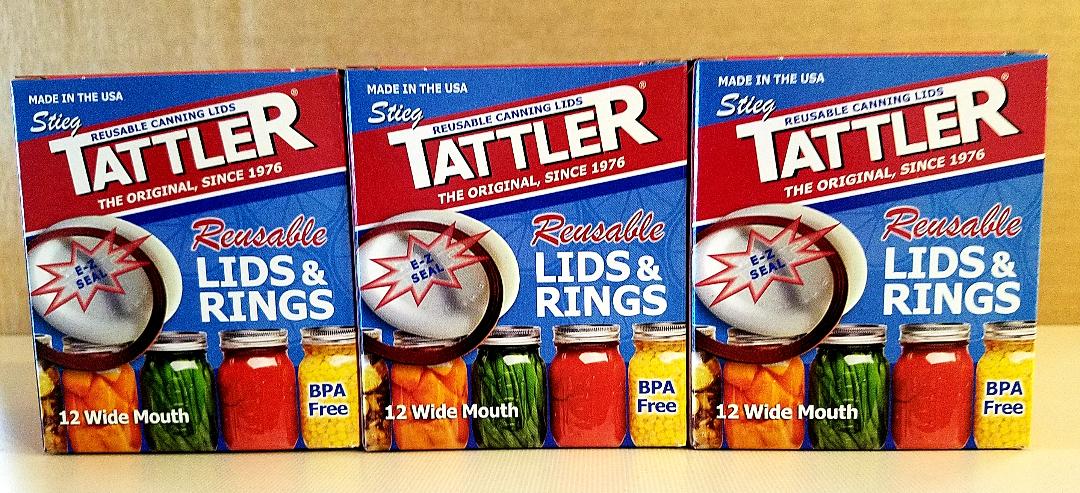 MADE IN THE USA
Stieg
REUSABLE CANNING LIDS
TATTLER®
THE ORIGINAL, SINCE 1976
Reusable
LIDS &
RINGS
E-Z
SEAL
BPA
Free
12 Wide Mouth
MADE IN THE USA
Stieg
REUSABLE CANNING LIDS
TATTLER®
THE ORIGINAL, SINCE 1976
Reusable
LIDS &
RINGS
E-Z
SEAL
BPA
Free
12 Wide Mouth
MADE IN THE USA
Stieg
REUSABLE CANNING LIDS
TATTLER®
THE ORIGINAL, SINCE 1976
Reusable
LIDS &
RINGS
E-Z
SEAL
BPA
Free
12 Wide Mouth